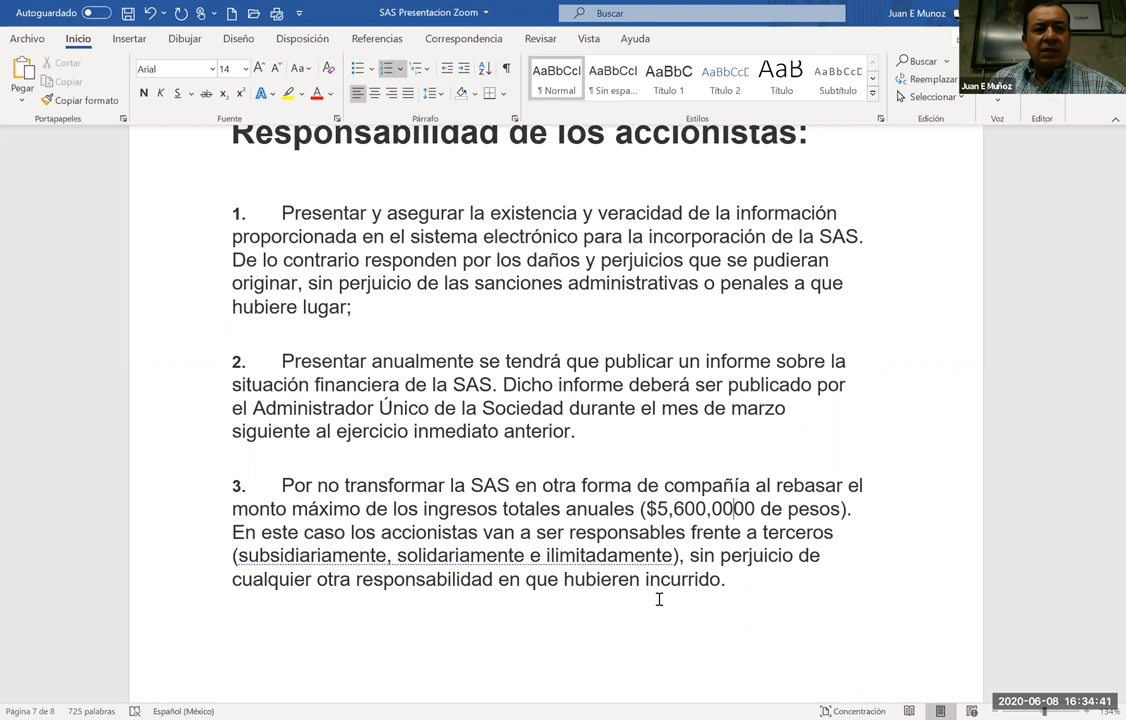 Autoguardado
SAS Presentacion Zoom
Buscar
Juan E Munoz
Archivo Inicio Insertar Dibujar Diseño Disposición Referencias Correspondencia Revisar Vista Ayuda
Pegar
Cortar
Copiar
Copiar formato
Portapapeles
Arial 14
Aa
N K S ab x₂ x²
Fuente
Párrafo
AaBbCcI AaBbCcI AaBbC AaBbCcD AaB AaBbCcD
¶ Normal ¶ Sin espa... Título 1 Título 2 Título Subtítulo
Estilos
Buscar
Reemplazar
Seleccionar
Edición
Voz
Editor
Juan E Muñoz
Responsabilidad de los accionistas:
1. Presentar y asegurar la existencia y veracidad de la información
proporcionada en el sistema electrónico para la incorporación de la SAS.
De lo contrario responden por los daños y perjuicios que se pudieran
originar, sin perjuicio de las sanciones administrativas o penales a que
hubiere lugar;
2. Presentar anualmente se tendrá que publicar un informe sobre la
situación financiera de la SAS. Dicho informe deberá ser publicado por
el Administrador Único de la Sociedad durante el mes de marzo
siguiente al ejercicio inmediato anterior.
3. Por no transformar la SAS en otra forma de compañía al rebasar el
monto máximo de los ingresos totales anuales ($5,600,0000 de pesos).
En este caso los accionistas van a ser responsables frente a terceros
(subsidiariamente, solidariamente e ilimitadamente), sin perjuicio de
cualquier otra responsabilidad en que hubieren incurrido.
Página 7 de 8 725 palabras Español (México)
Concentración
134%
2020-06-08 16:34:41